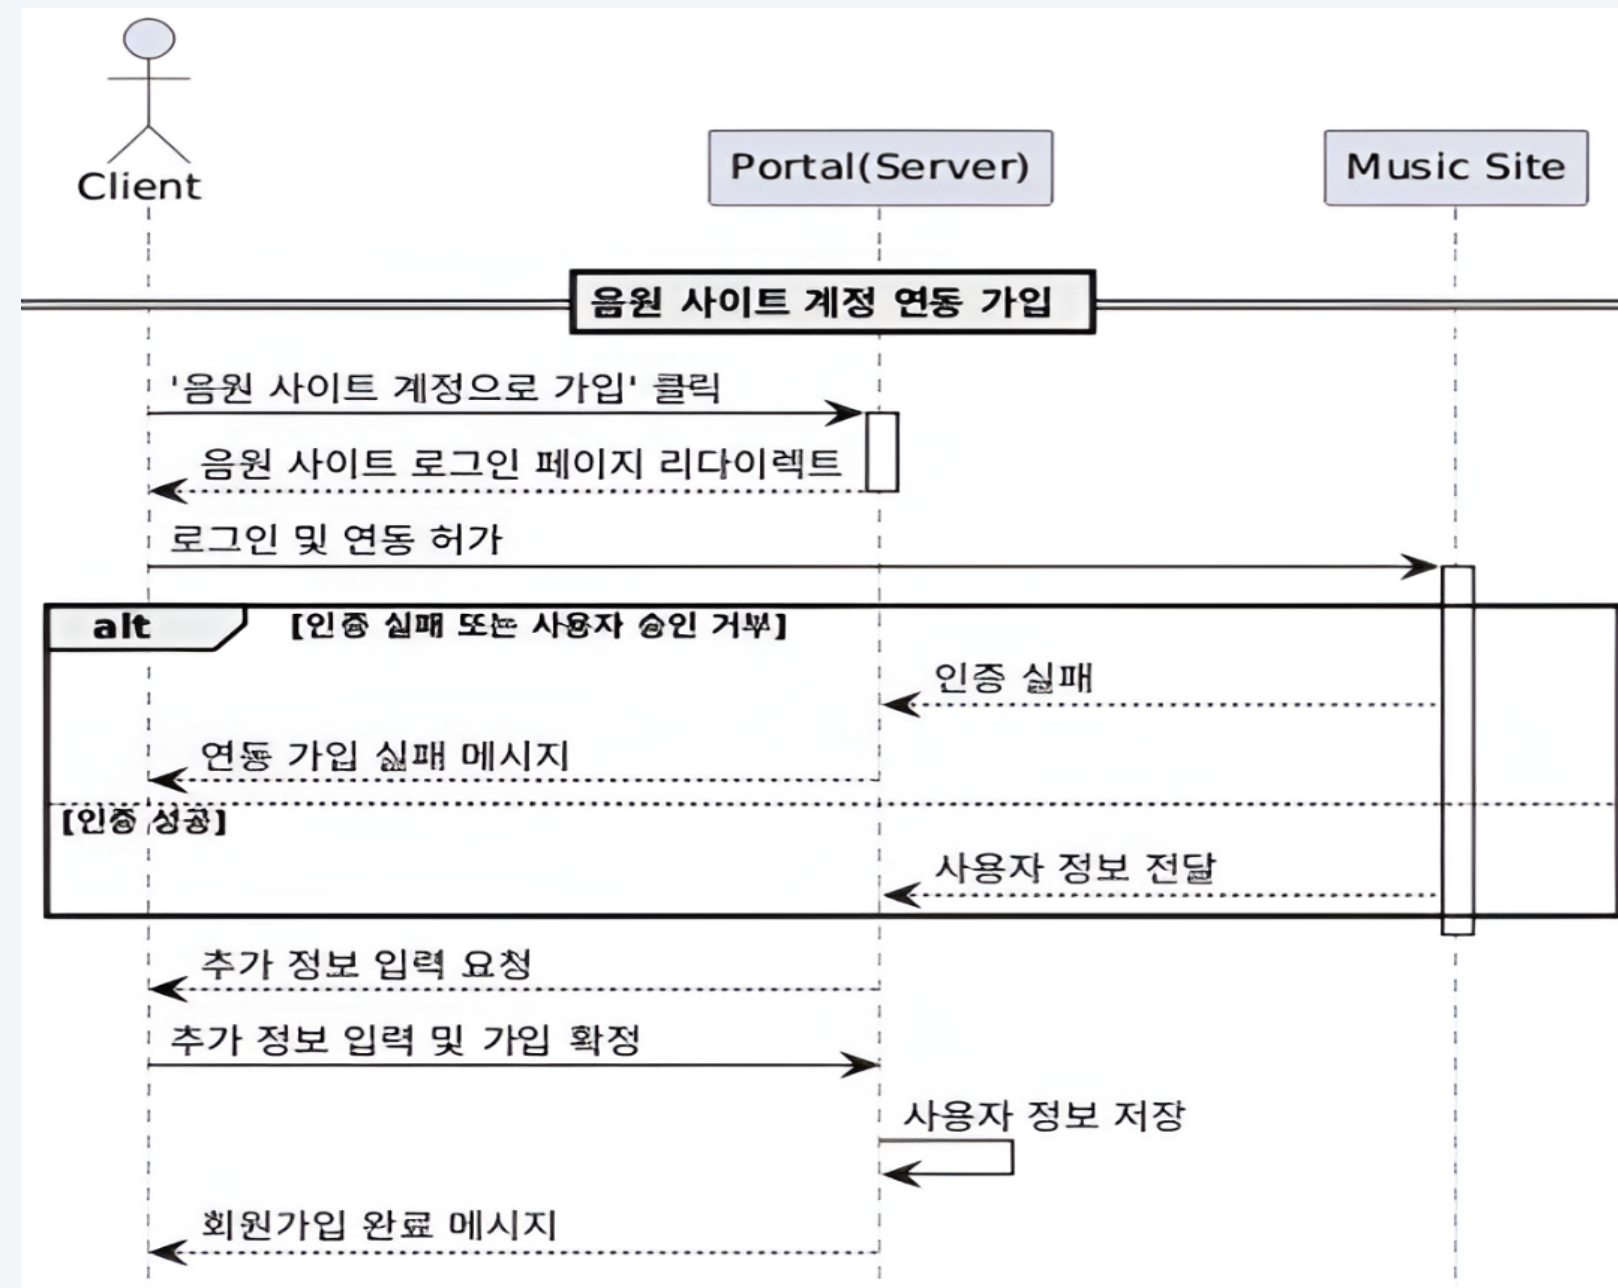 Client
Portal(Server)
Music Site
음원 사이트 계정 연동 가입
'음원 사이트 계정으로 가입' 클릭
음원 사이트 로그인 페이지 리다이렉트
로그인 및 연동 허가
alt
[인증 실패 또는 사용자 승인 거부]
인증 실패
연동 가입 실패 메시지
[인증 성공]
사용자 정보 전달
추가 정보 입력 요청
추가 정보 입력 및 가입 확정
사용자 정보 저장
회원가입 완료 메시지